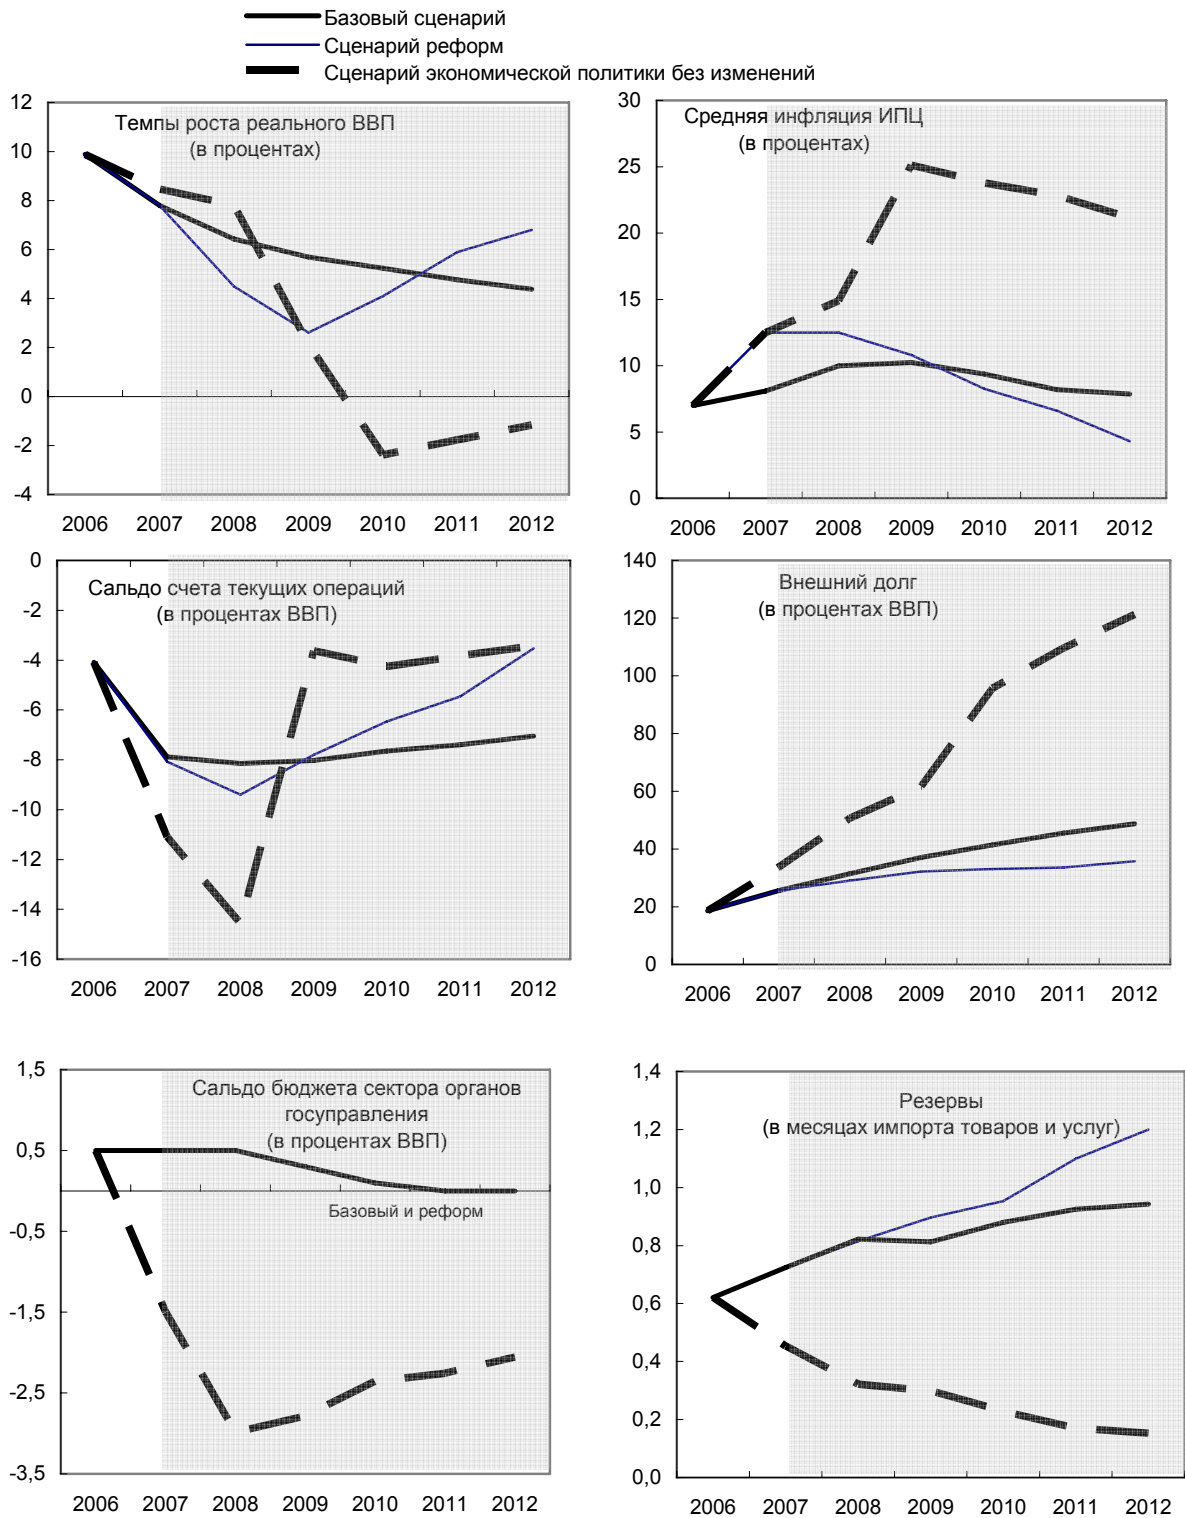 Базовый сценарий
Сценарий реформ
Сценарий экономической политики без изменений
Темпы роста реального ВВП
(в процентах)
12
10
8
6
4
2
0
-2
-4
2006 2007 2008 2009 2010 2011 2012
Средняя инфляция ИПЦ
(в процентах)
30
25
20
15
10
5
0
2006 2007 2008 2009 2010 2011 2012
Сальдо счета текущих операций
(в процентах ВВП)
0
-2
-4
-6
-8
-10
-12
-14
-16
2006 2007 2008 2009 2010 2011 2012
Внешний долг
(в процентах ВВП)
140
120
100
80
60
40
20
0
2006 2007 2008 2009 2010 2011 2012
Сальдо бюджета сектора органов
госуправления
(в процентах ВВП)
1,5
0,5
-0,5
-1,5
-2,5
-3,5
Базовый и реформ
2006 2007 2008 2009 2010 2011 2012
Резервы
(в месяцах импорта товаров и услуг)
1,4
1,2
1,0
0,8
0,6
0,4
0,2
0,0
2006 2007 2008 2009 2010 2011 2012